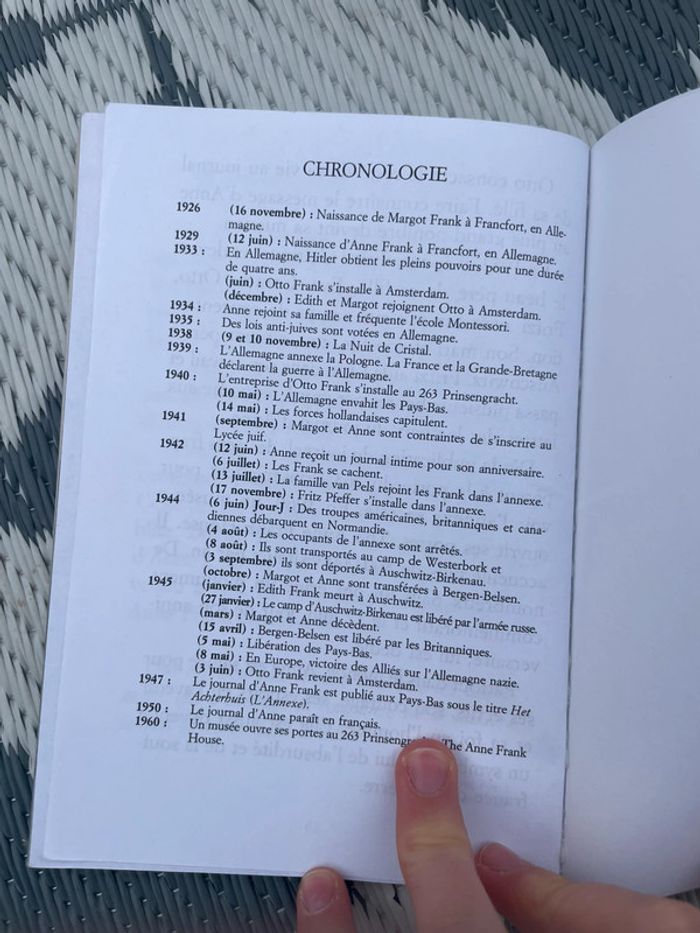 CHRONOLOGIE
1926 (16 novembre) : Naissance de Margot Frank à Francfort, en Alle-
magne.
1929 (12 juin) : Naissance d'Anne Frank à Francfort, en Allemagne.
1933 : En Allemagne, Hitler obtient les pleins pouvoirs pour une durée
de quatre ans.
(juin) : Otto Frank s'installe à Amsterdam.
(décembre) : Edith et Margot rejoignent Otto à Amsterdam.
1934 : Anne rejoint sa famille et fréquente l'école Montessori.
1935 : Des lois anti-juives sont votées en Allemagne.
1938 (9 et 10 novembre) : La Nuit de Cristal.
1939 : L'Allemagne annexe la Pologne. La France et la Grande-Bretagne
déclarent la guerre à l'Allemagne.
1940 : L'entreprise d'Otto Frank s'installe au 263 Prinsengracht.
(10 mai) : L'Allemagne envahit les Pays-Bas.
(14 mai) : Les forces hollandaises capitulent.
1941 (septembre) : Margot et Anne sont contraintes de s'inscrire au
Lycée juif.
1942 (12 juin) : Anne reçoit un journal intime pour son anniversaire.
(6 juillet) : Les Frank se cachent.
(13 juillet) : La famille van Pels rejoint les Frank dans l'annexe.
(17 novembre) : Fritz Pfeffer s'installe dans l'annexe.
1944 (6 juin) Jour-J : Des troupes américaines, britanniques et cana-
diennes débarquent en Normandie.
(4 août) : Les occupants de l'annexe sont arrêtés.
(8 août) : Ils sont transportés au camp de Westerbork et
(3 septembre) ils sont déportés à Auschwitz-Birkenau.
(octobre) : Margot et Anne sont transférées à Bergen-Belsen.
1945 (janvier) : Edith Frank meurt à Auschwitz.
(27 janvier) : Le camp d'Auschwitz-Birkenau est libéré par l'armée russe.
(mars) : Margot et Anne décèdent.
(15 avril) : Bergen-Belsen est libéré par les Britanniques.
(5 mai) : Libération des Pays-Bas.
(8 mai) : En Europe, victoire des Alliés sur l'Allemagne nazie.
(3 juin) : Otto Frank revient à Amsterdam.
1947 : Le journal d'Anne Frank est publié aux Pays-Bas sous le titre Het
Achterhuis (L'Annexe).
1950 : Le journal d'Anne paraît en français.
1960 : Un musée ouvre ses portes au 263 The Anne Frank
House.